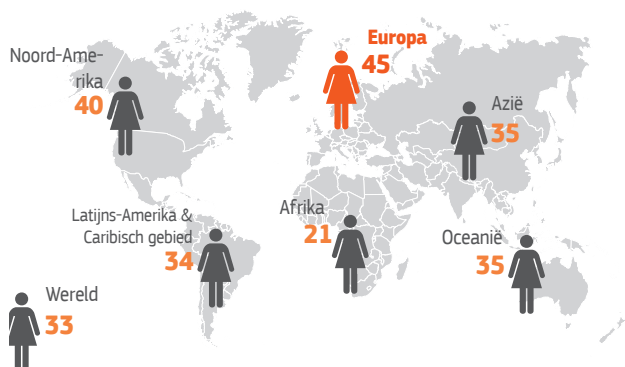 Noord-Ame-
rika
40
Europa
45
Azië
35
Latijns-Amerika &
Caribisch gebied
34
Afrika
21
Oceanië
35
Wereld
33